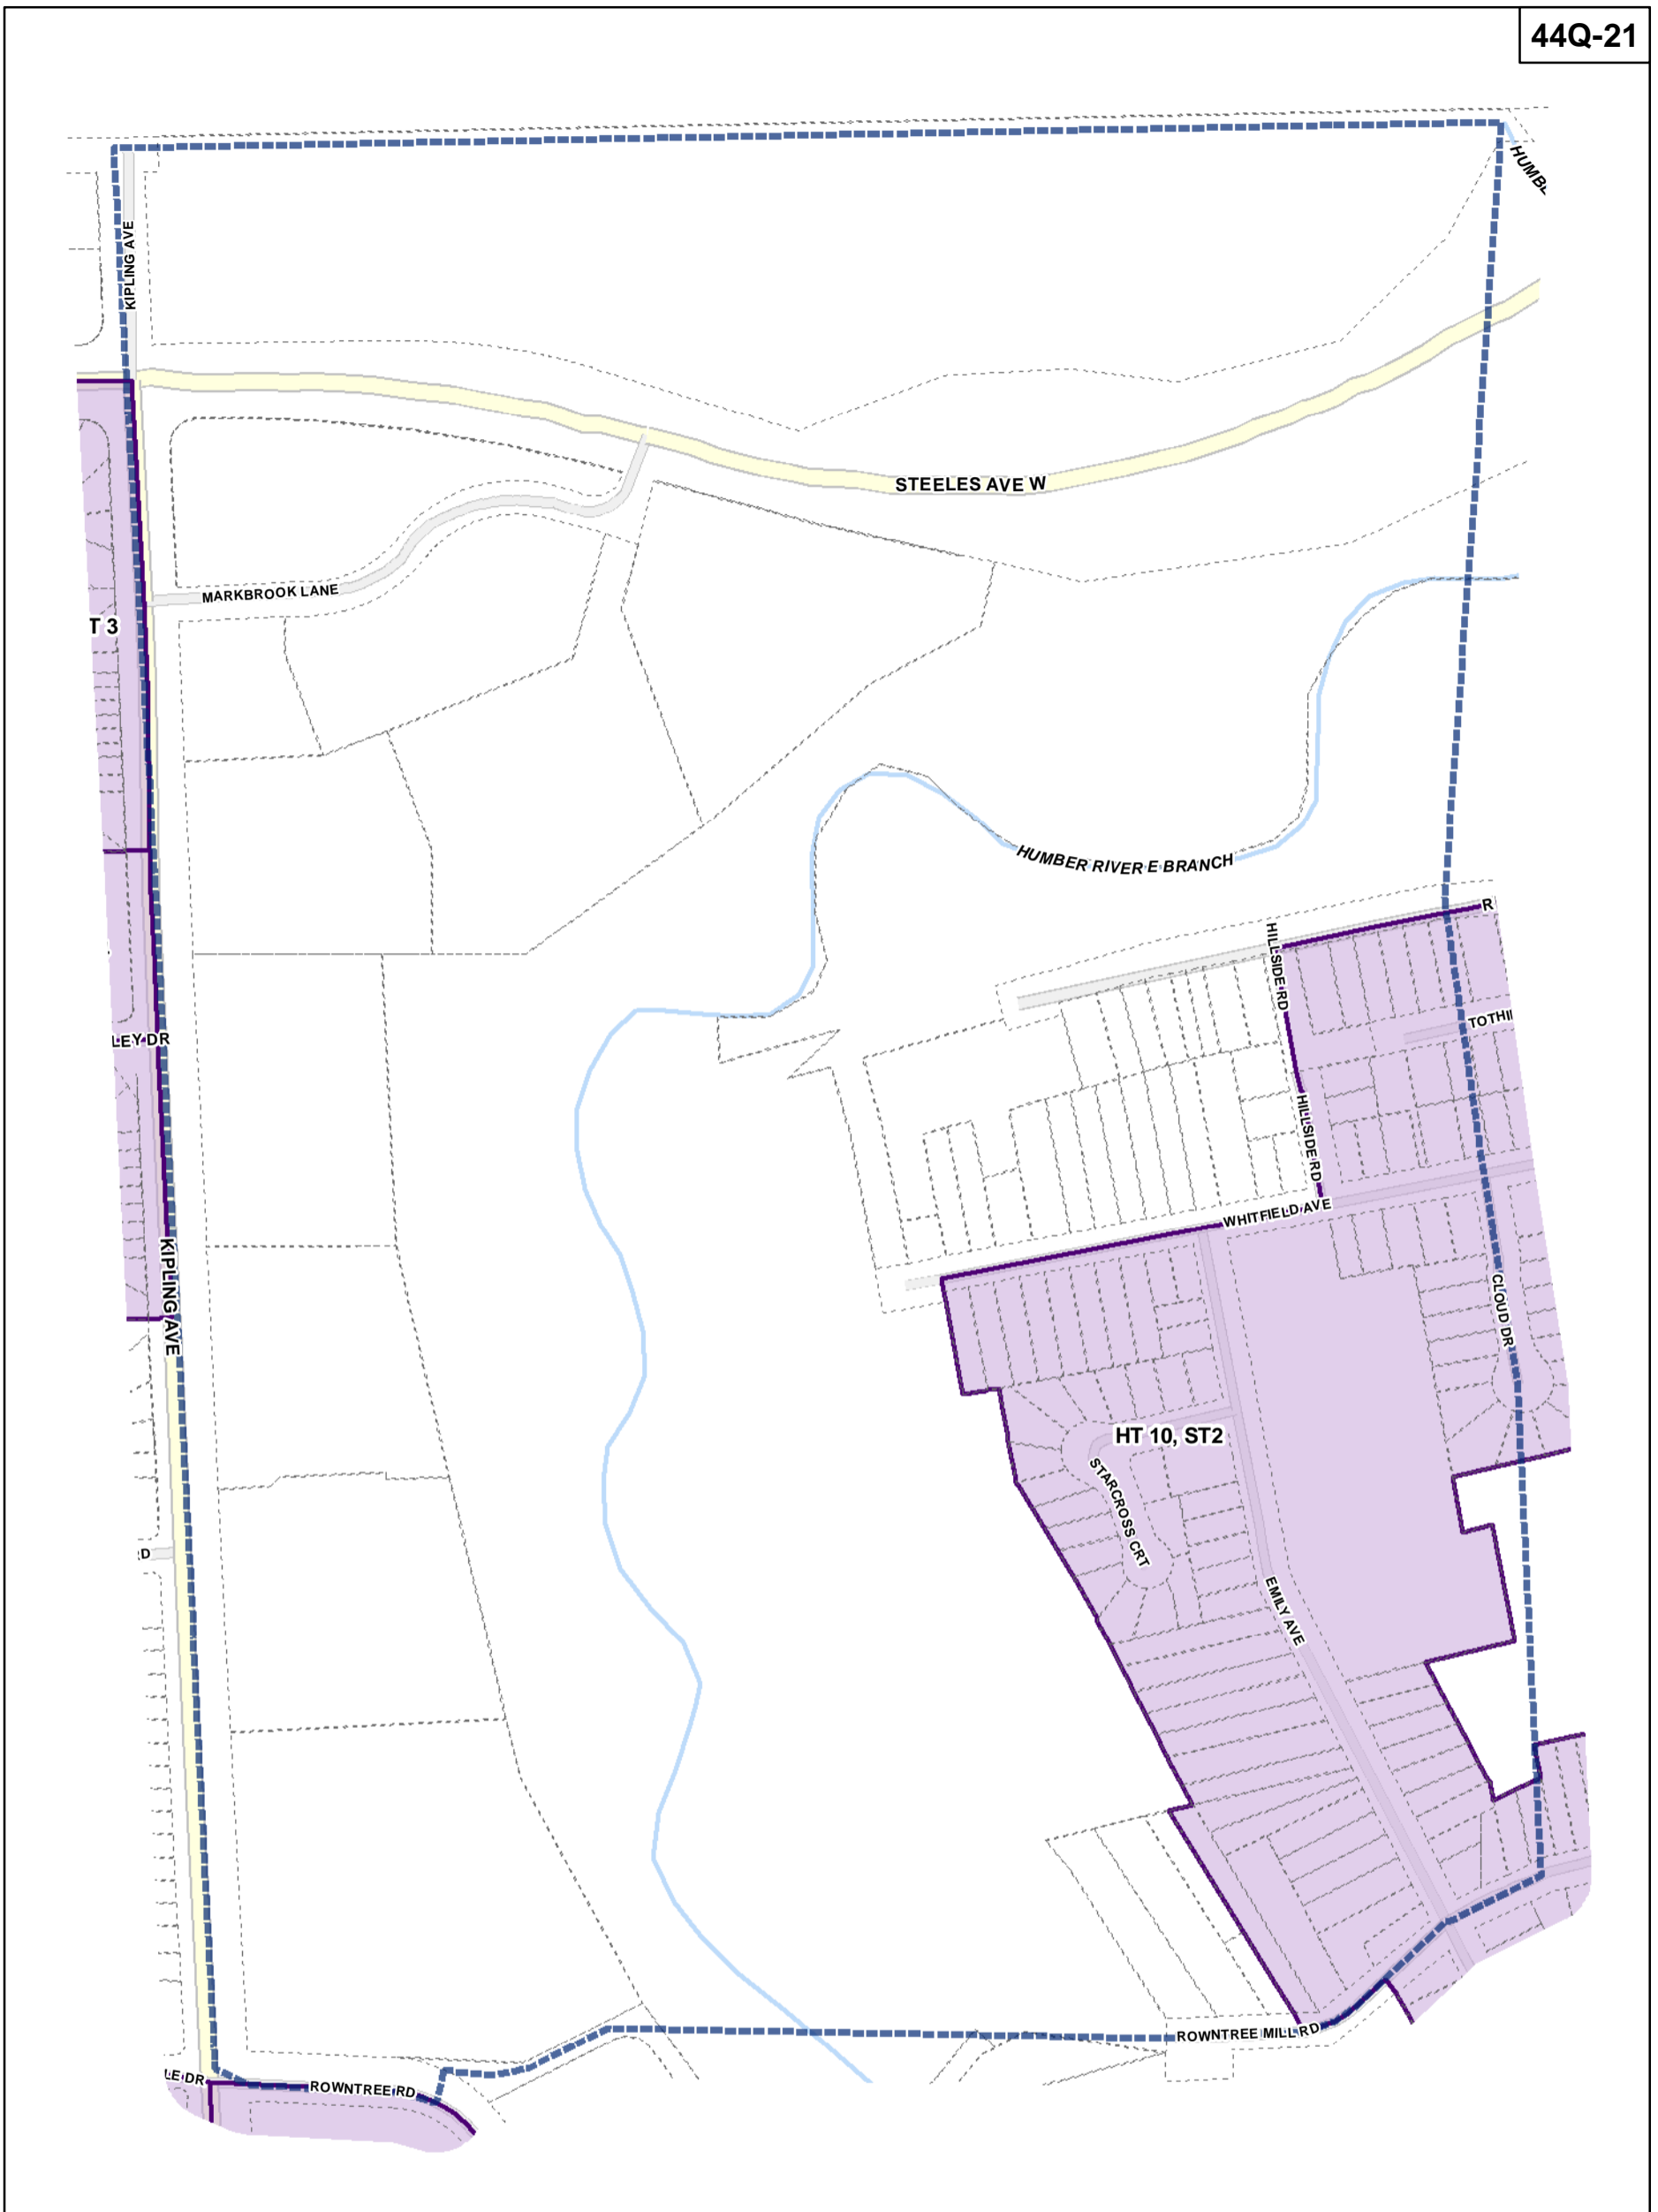 44Q-21
HUMBE
KIPLING AVE
STEELES AVE W
MARKBROOK LANE
T 3
HUMBER RIVER E BRANCH
R
HILLSIDE RD
TOTHI
LEY DR
HILLSIDE RD
WHITFIELD AVE
KIPLING AVE
CLOUD DR
HT 10, ST2
STARCROSS CRT
D
EMILY AVE
ROWNTREE MILL RD
LE DR
ROWNTREE RD